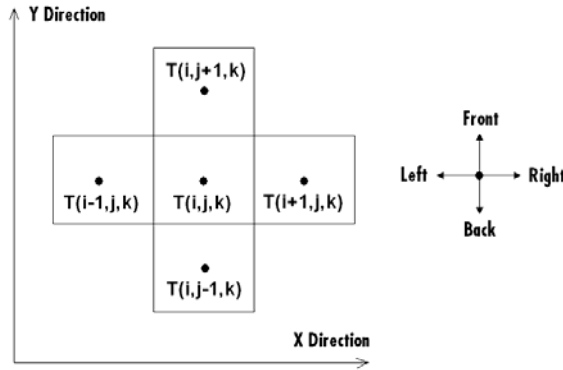 Y Direction
T(i,j+1,k)
T(i-1,j,k)
T(i,j,k)
T(i+1,j,k)
T(i,j-1,k)
X Direction
Front
Left
Right
Back